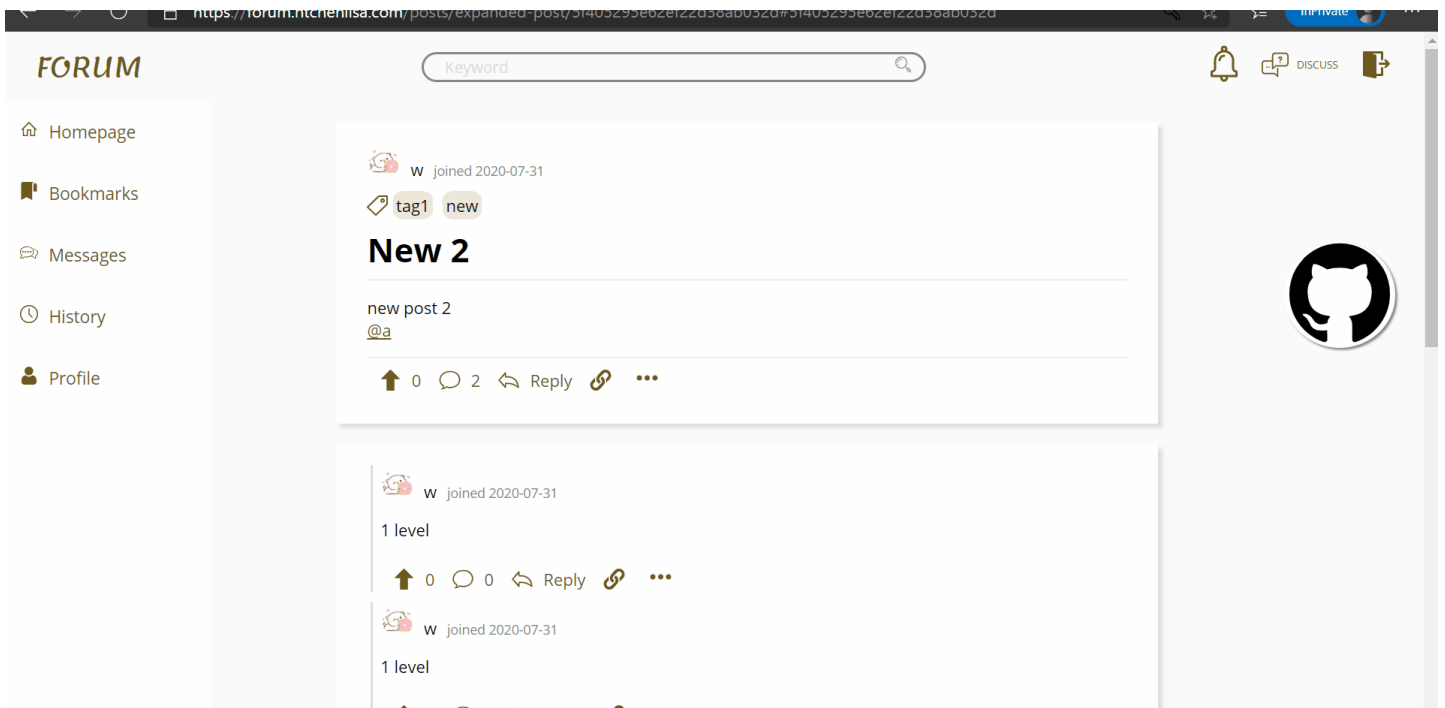 InPrivate
FORUM
Keyword
DISCUSS
Homepage
Bookmarks
Messages
History
Profile
w joined 2020-07-31
tag1 new
New 2
new post 2
@a
0 2 Reply
w joined 2020-07-31
1 level
0 0 Reply
w joined 2020-07-31
1 level